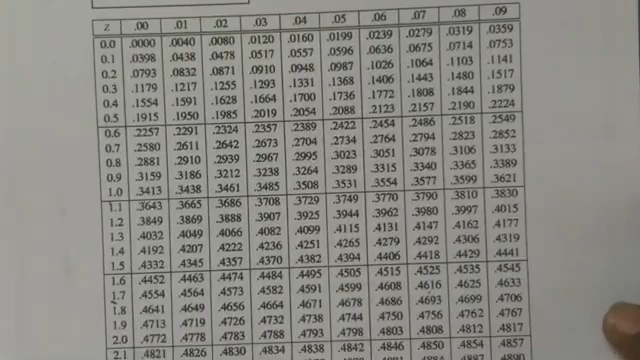 z .00 .01 .02 .03 .04 .05 .06 .07 .08 .09
0.0 .0000 .0040 .0080 .0120 .0160 .0199 .0239 .0279 .0319 .0359
0.1 .0398 .0438 .0478 .0517 .0557 .0596 .0636 .0675 .0714 .0753
0.2 .0793 .0832 .0871 .0910 .0948 .0987 .1026 .1064 .1103 .1141
0.3 .1179 .1217 .1255 .1293 .1331 .1368 .1406 .1443 .1480 .1517
0.4 .1554 .1591 .1628 .1664 .1700 .1736 .1772 .1808 .1844 .1879
0.5 .1915 .1950 .1985 .2019 .2054 .2088 .2123 .2157 .2190 .2224
0.6 .2257 .2291 .2324 .2357 .2389 .2422 .2454 .2486 .2518 .2549
0.7 .2580 .2611 .2642 .2673 .2704 .2734 .2764 .2794 .2823 .2852
0.8 .2881 .2910 .2939 .2967 .2995 .3023 .3051 .3078 .3106 .3133
0.9 .3159 .3186 .3212 .3238 .3264 .3289 .3315 .3340 .3365 .3389
1.0 .3413 .3438 .3461 .3485 .3508 .3531 .3554 .3577 .3599 .3621
1.1 .3643 .3665 .3686 .3708 .3729 .3749 .3770 .3790 .3810 .3830
1.2 .3849 .3869 .3888 .3907 .3925 .3944 .3962 .3980 .3997 .4015
1.3 .4032 .4049 .4066 .4082 .4099 .4115 .4131 .4147 .4162 .4177
1.4 .4192 .4207 .4222 .4236 .4251 .4265 .4279 .4292 .4306 .4319
1.5 .4332 .4345 .4357 .4370 .4382 .4394 .4406 .4418 .4429 .4441
1.6 .4452 .4463 .4474 .4484 .4495 .4505 .4515 .4525 .4535 .4545
1.7 .4554 .4564 .4573 .4582 .4591 .4599 .4608 .4616 .4625 .4633
1.8 .4641 .4649 .4656 .4664 .4671 .4678 .4686 .4693 .4699 .4706
1.9 .4713 .4719 .4726 .4732 .4738 .4744 .4750 .4756 .4762 .4767
2.0 .4772 .4778 .4783 .4788 .4793 .4798 .4803 .4808 .4812 .4817
2.1 .4821 .4826 .4830 .4834 .4838 .4842 .4846 .4850 .4854 .4857